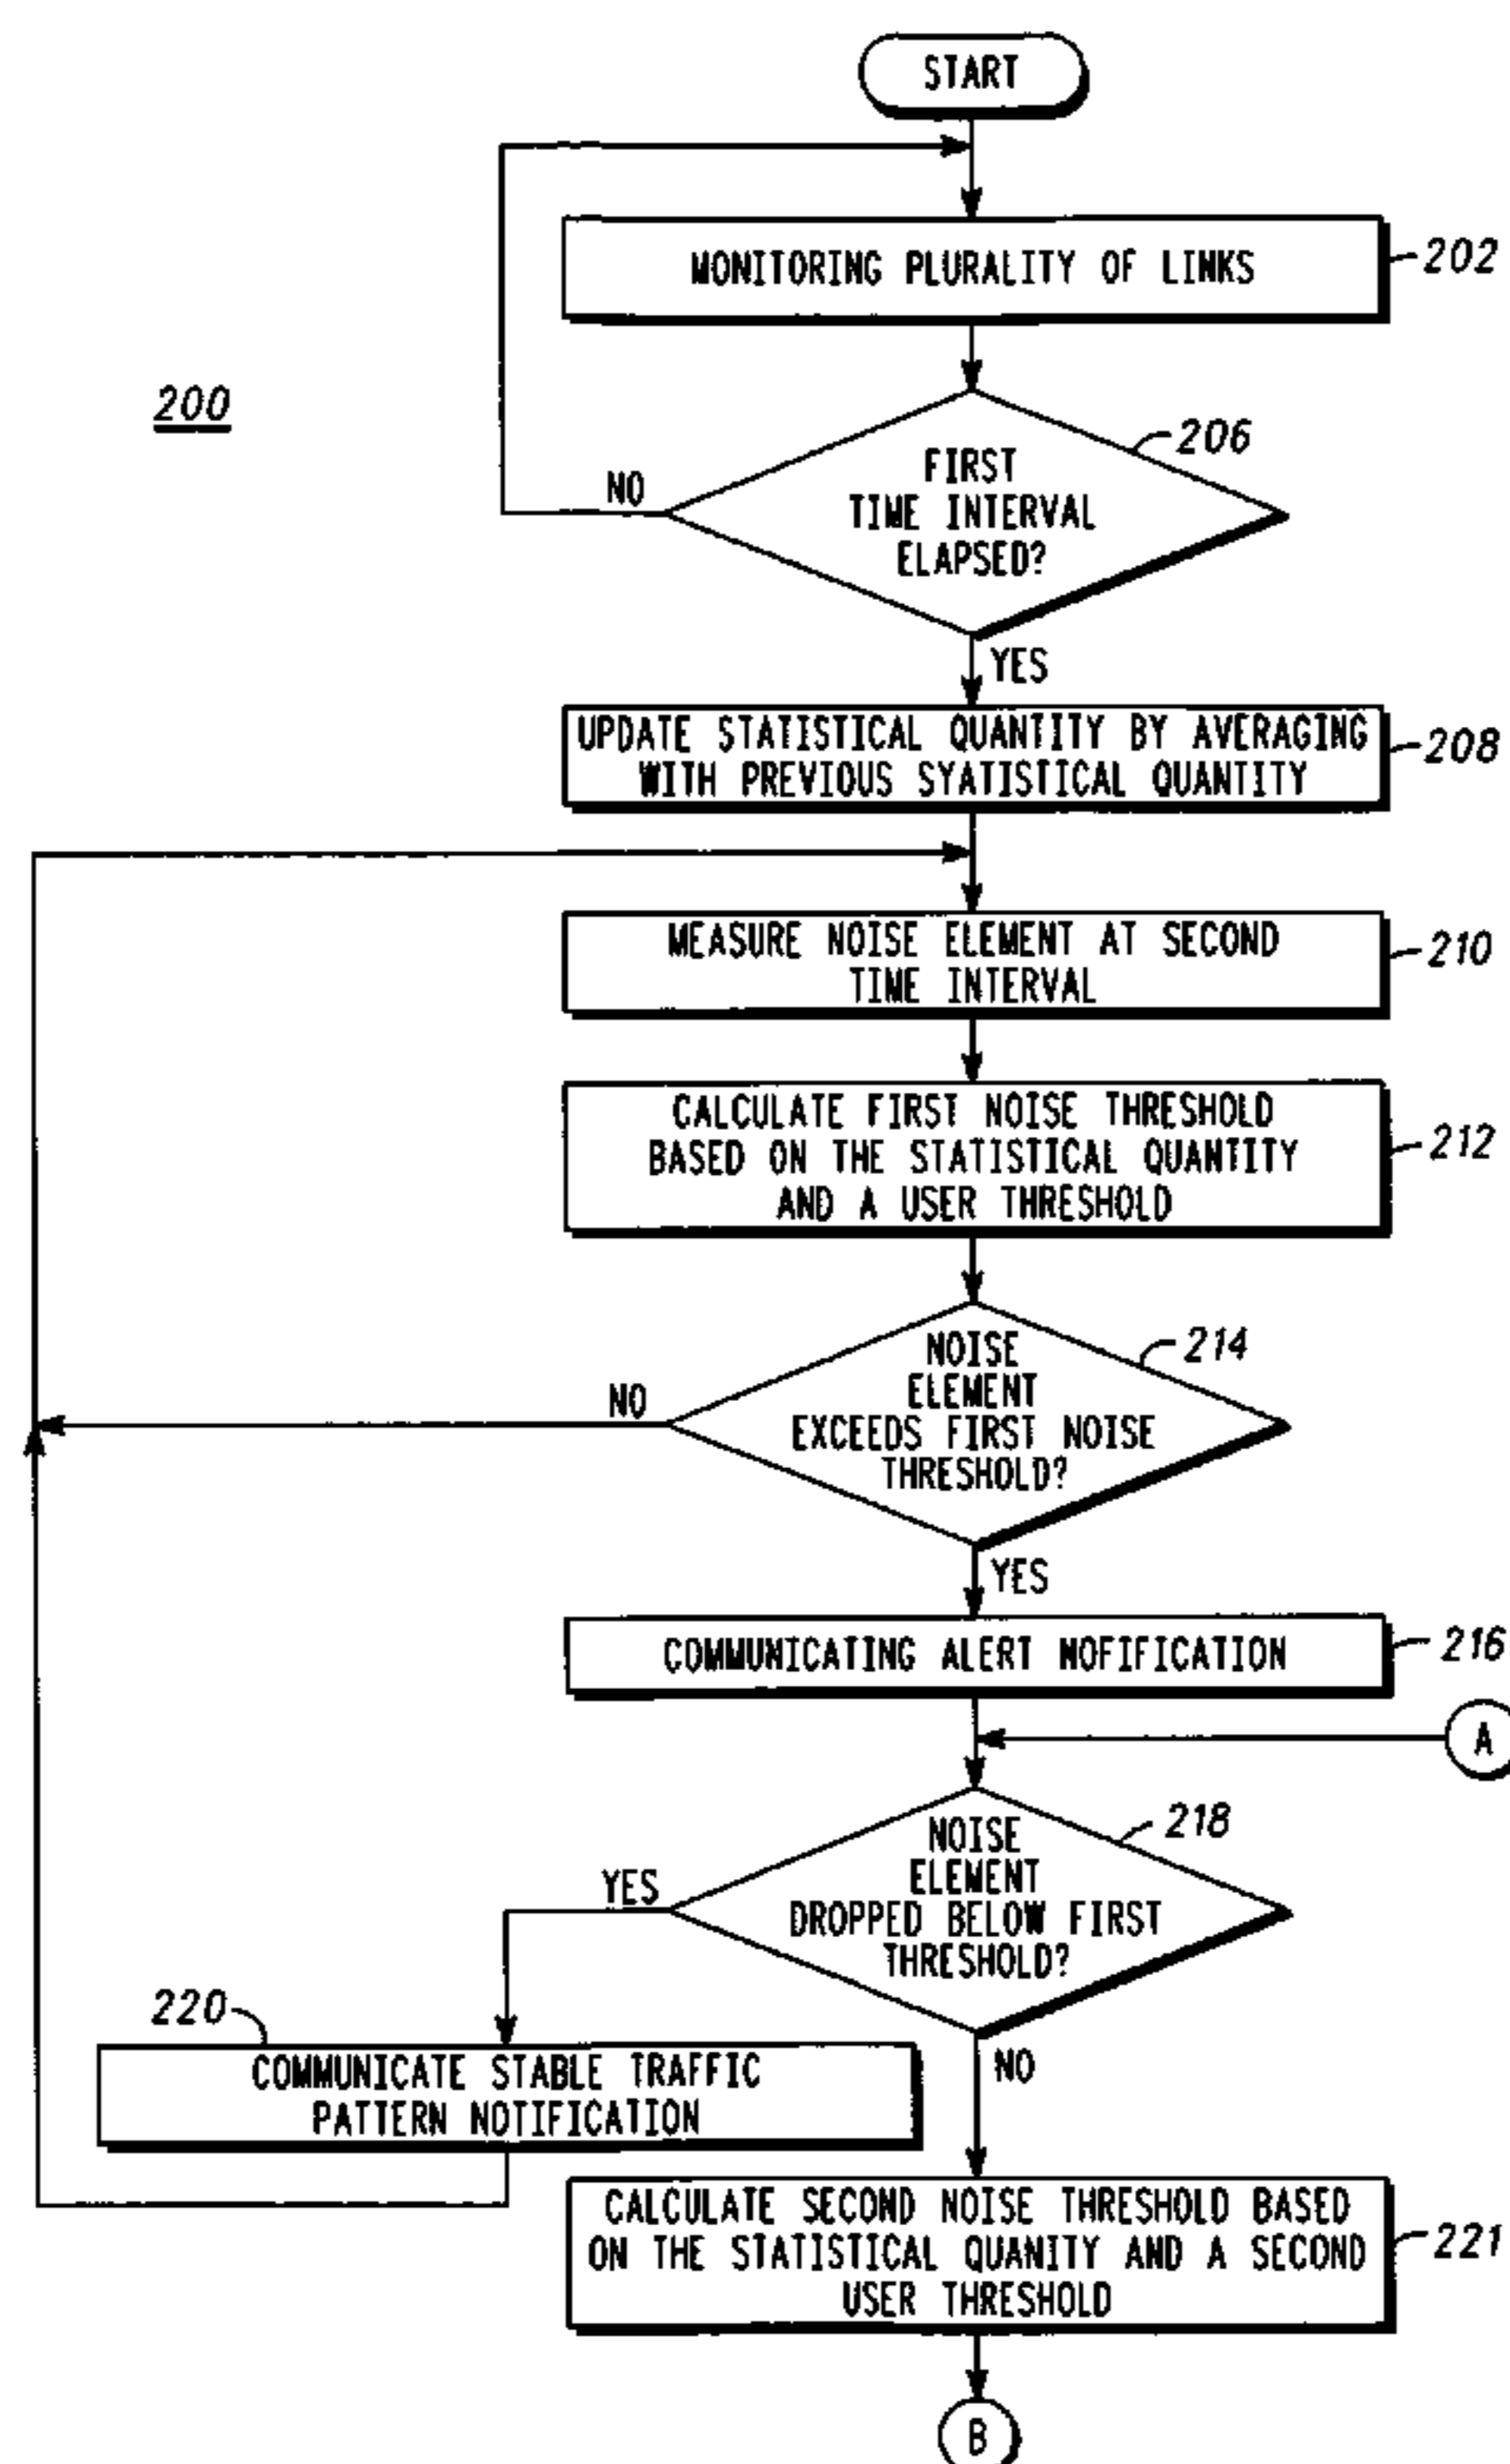 START
MONITORING PLURALITY OF LINKS
202
200
206
FIRST
TIME INTERVAL
ELAPSED?
NO
YES
UPDATE STATISTICAL QUANTITY BY AVERAGING
WITH PREVIOUS SYATISTICAL QUANTITY
208
MEASURE NOISE ELEMENT AT SECOND
TIME INTERVAL
210
CALCULATE FIRST NOISE THRESHOLD
BASED ON THE STATISTICAL QUANTITY
AND A USER THRESHOLD
212
214
NOISE
ELEMENT
EXCEEDS FIRST NOISE
THRESHOLD?
NO
YES
COMMUNICATING ALERT NOFIFICATION
216
A
218
NOISE
ELEMENT
DROPPED BELOW FIRST
THRESHOLD?
YES
NO
220
COMMUNICATE STABLE TRAFFIC
PATTERN NOTIFICATION
CALCULATE SECOND NOISE THRESHOLD BASED
ON THE STATISTICAL QUANITY AND A SECOND
USER THRESHOLD
221
B